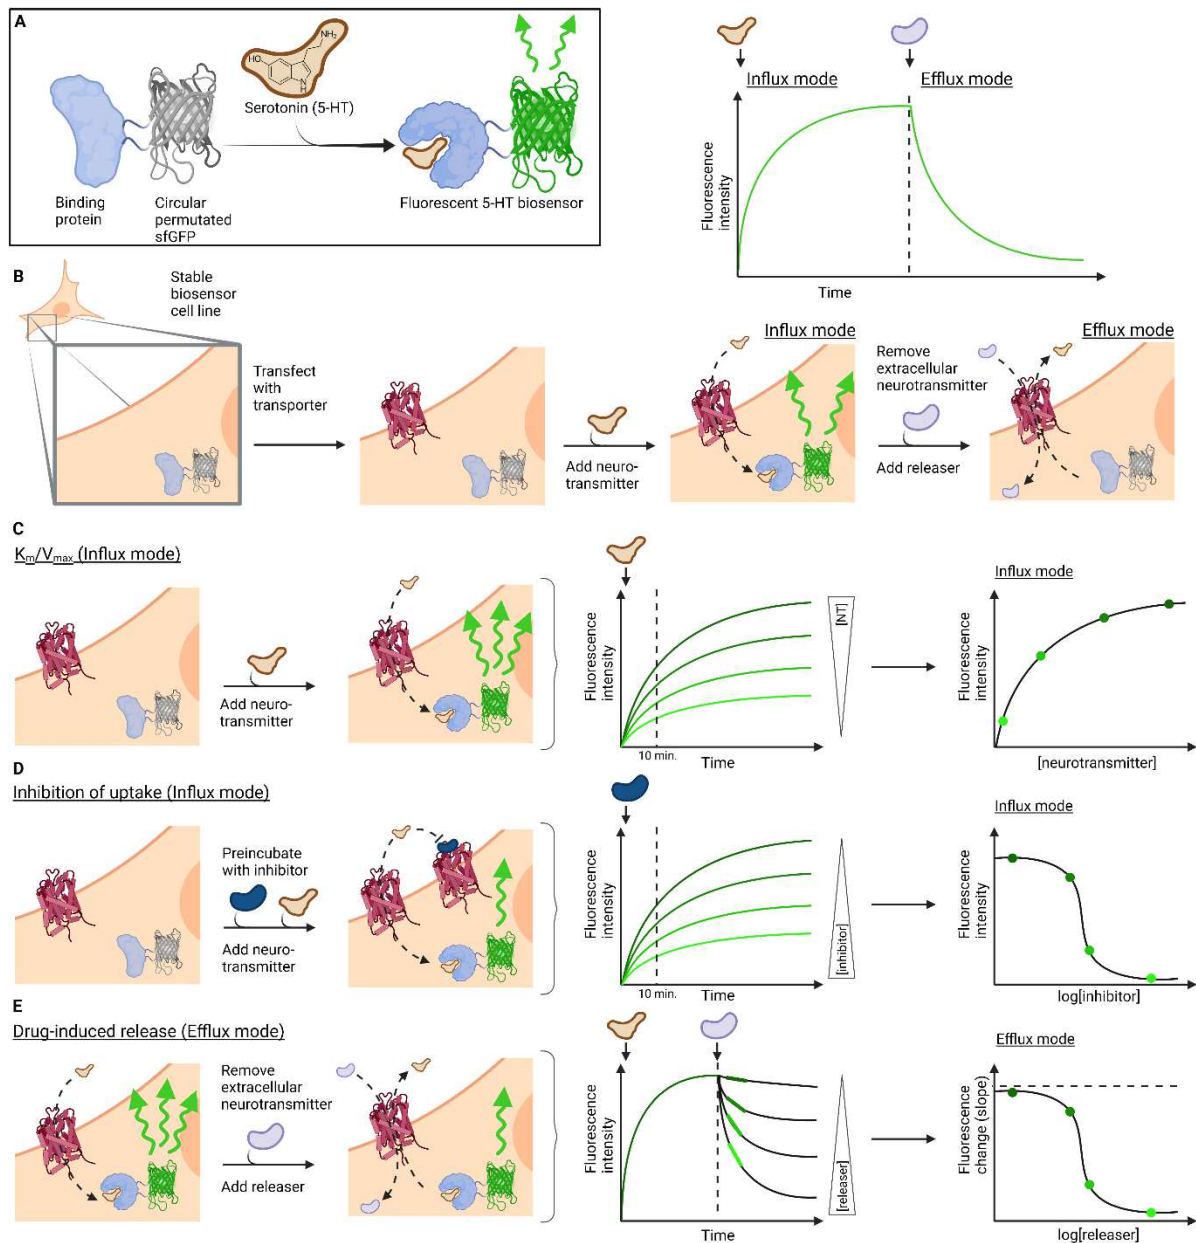 A
HO
NH₂
N
H
Serotonin (5-HT)
Binding
protein
Circular
permutated
sfGFP
Fluorescent 5-HT biosensor
Influx mode
Efflux mode
Fluorescence
intensity
Time
B
Stable
biosensor
cell line
Transfect
with
transporter
Add neuro-
transmitter
Influx mode
Remove
extracellular
neurotransmitter
Add releaser
Efflux mode
C
Km/Vmax (Influx mode)
Add neuro-
transmitter
Fluorescence
intensity
10 min.
Time
[NT]
Influx mode
Fluorescence
intensity
[neurotransmitter]
D
Inhibition of uptake (Influx mode)
Preincubate
with inhibitor
Add neuro-
transmitter
Fluorescence
intensity
10 min.
Time
[inhibitor]
Influx mode
Fluorescence
intensity
log[inhibitor]
E
Drug-induced release (Efflux mode)
Remove
extracellular
neurotransmitter
Add releaser
Fluorescence
intensity
Time
[releaser]
Efflux mode
Fluorescence
change (slope)
log[releaser]